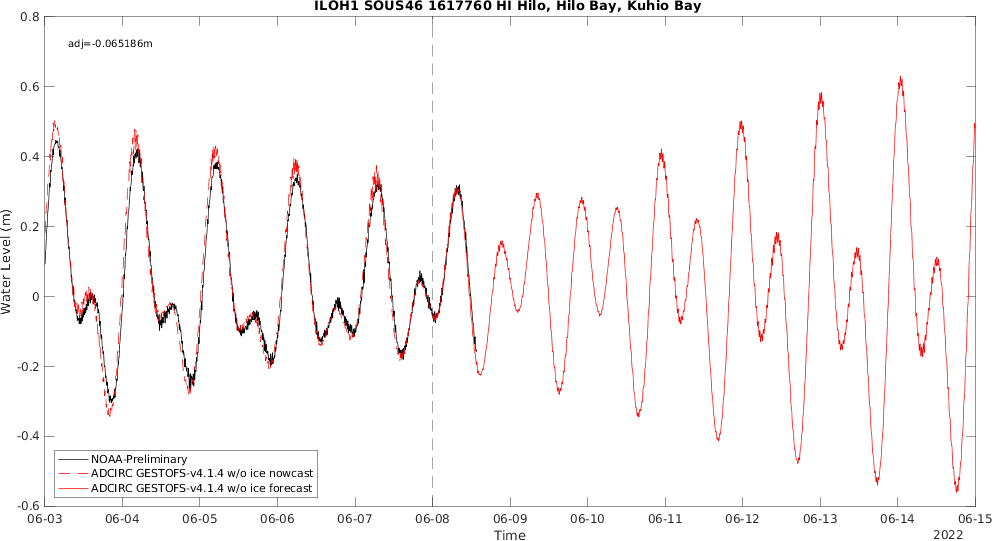 ILOH1 SOUS46 1617760 HI Hilo, Hilo Bay, Kuhio Bay
adj=-0.065186m
Water Level (m)
0.8
0.6
0.4
0.2
0
-0.2
-0.4
-0.6
NOAA-Preliminary
ADCIRC GESTOFS-v4.1.4 w/o ice nowcast
ADCIRC GESTOFS-v4.1.4 w/o ice forecast
06-03 06-04 06-05 06-06 06-07 06-08 06-09 06-10 06-11 06-12 06-13 06-14 06-15
Time
2022